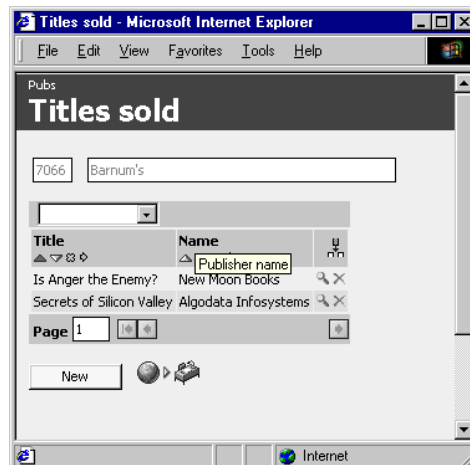 Titles sold - Microsoft Internet Explorer
File Edit View Favorites Tools Help
Pubs
Titles sold
7066 Barnum's
Title Name
Publisher name
Is Anger the Enemy? New Moon Books
Secrets of Silicon Valley Algodata Infosystems
Page 1
New
Internet